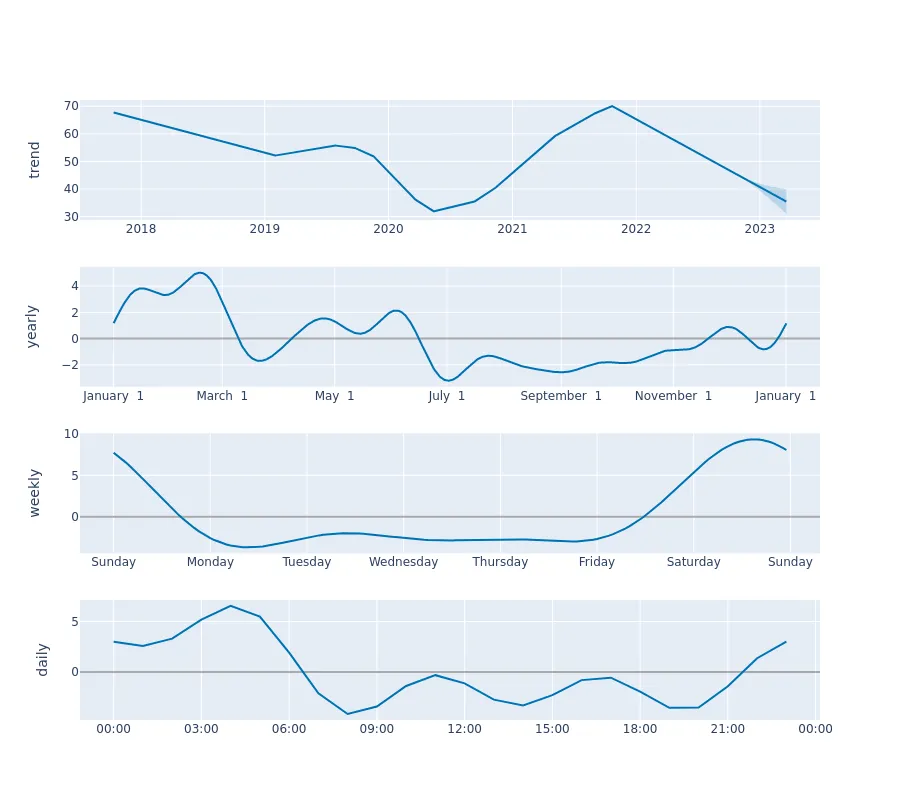 trend
70
60
50
40
30
2018 2019 2020 2021 2022 2023
yearly
4
2
0
−2
January 1 March 1 May 1 July 1 September 1 November 1 January 1
weekly
10
5
0
Sunday Monday Tuesday Wednesday Thursday Friday Saturday Sunday
daily
5
0
00:00 03:00 06:00 09:00 12:00 15:00 18:00 21:00 00:00